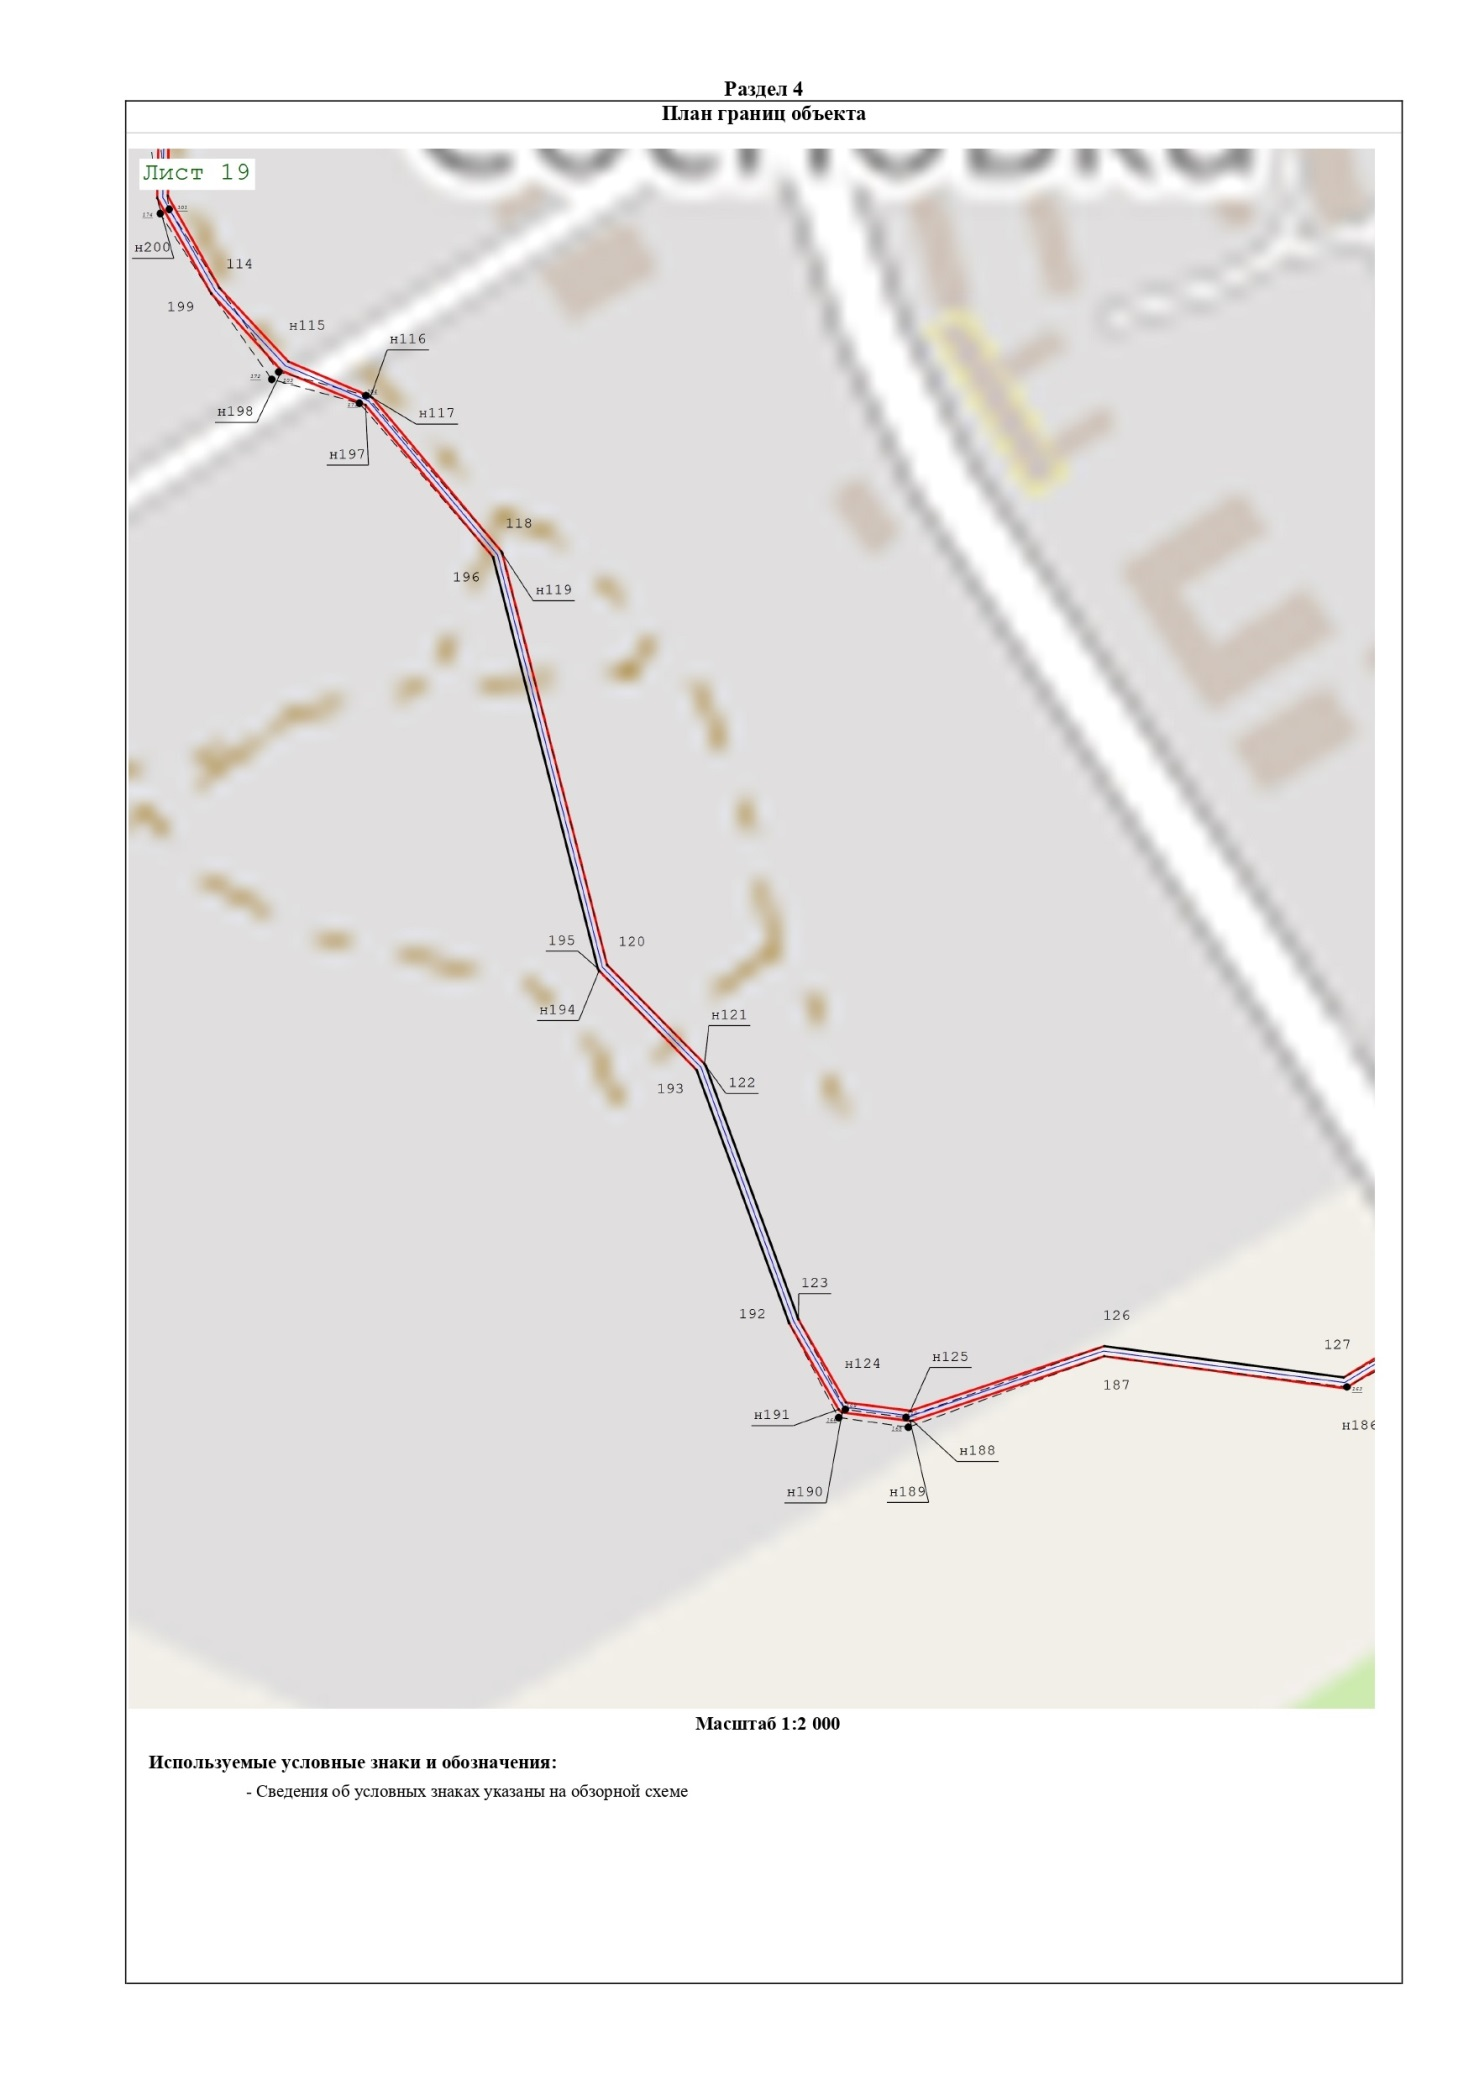 Раздел 4
План границ объекта
Лист 19
н200
114
199
н115
н116
н198
н117
н197
118
196
н119
195
120
н194
н121
122
193
123
192
126
127
н124
н125
187
н191
н186
н188
н190
н189
Масштаб 1:2 000
Используемые условные знаки и обозначения:
- Сведения об условных знаках указаны на обзорной схеме